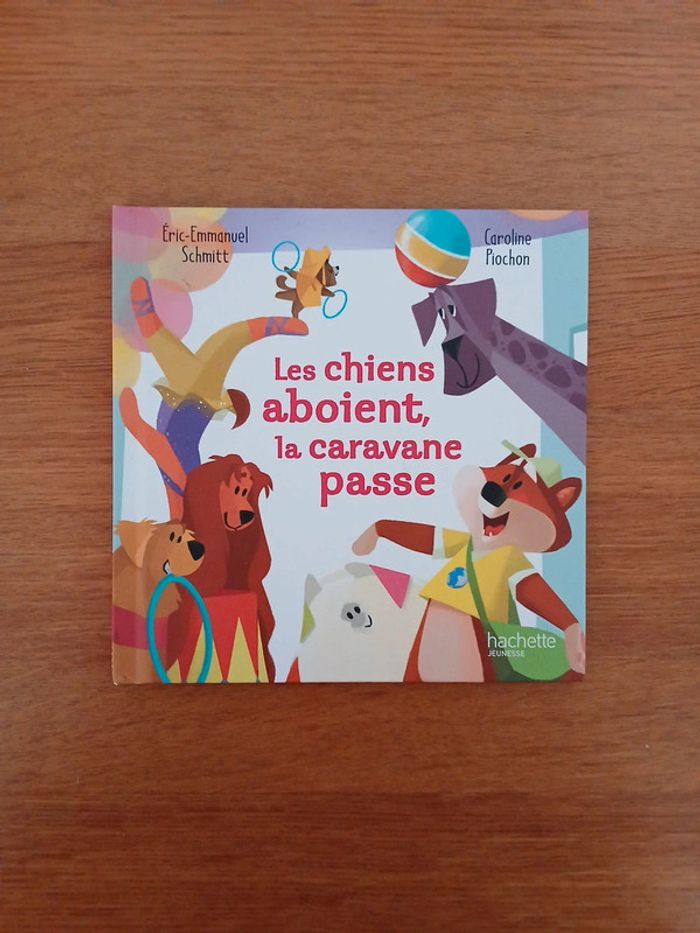 Éric-Emmanuel
Schmitt
Caroline
Piochon
Les chiens
aboient,
la caravane
passe
hachette
JEUNESSE